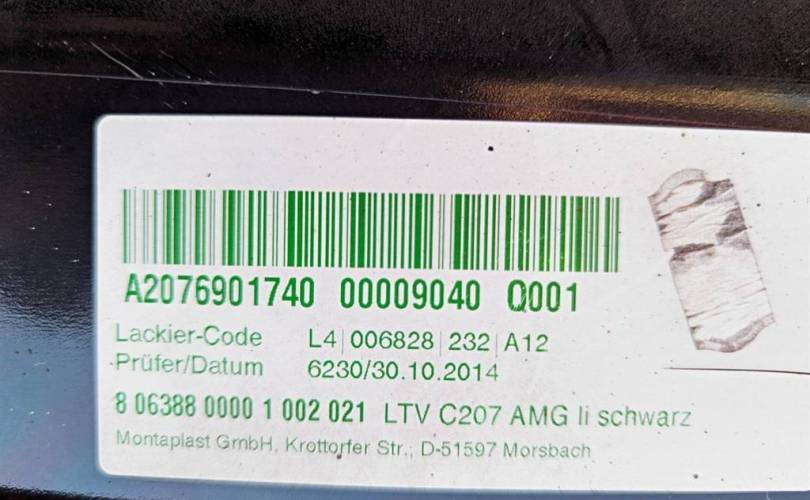 A2076901740 00009040 Q001
Lackier-Code L4|006828|232|A12
Prüfer/Datum 6230/30.10.2014
8 06388 0000 1 002 021 LTV C207 AMG li schwarz
Montaplast GmbH, Krottorfer Str., D-51597 Morsbach